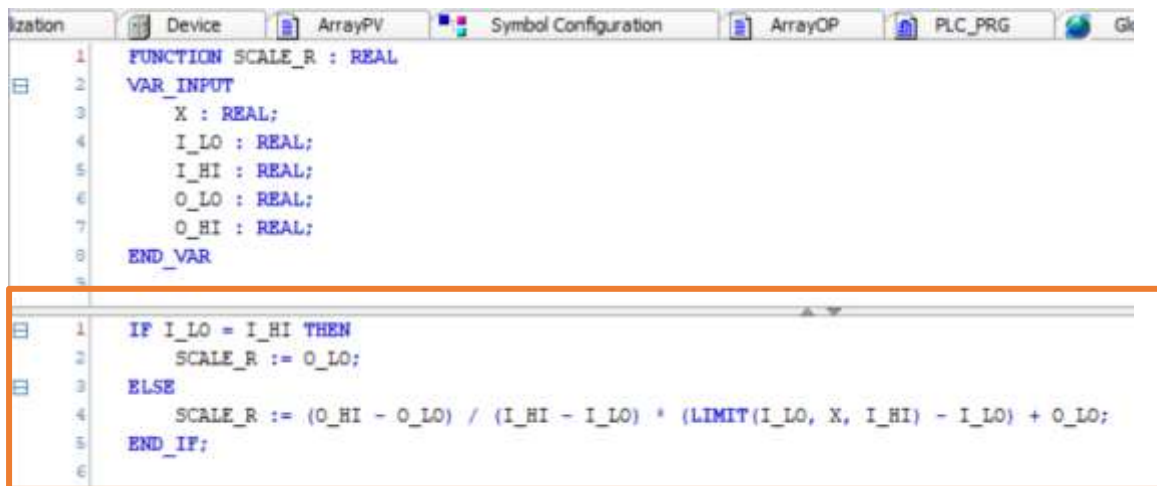 lization Device ArrayPV Symbol Configuration ArrayOP PLC_PRG Glo
1 FUNCTION SCALE_R : REAL
2 VAR_INPUT
3 X : REAL;
4 I_LO : REAL;
5 I_HI : REAL;
6 O_LO : REAL;
7 O_HI : REAL;
8 END_VAR
9
1 IF I_LO = I_HI THEN
2 SCALE_R := O_LO;
3 ELSE
4 SCALE_R := (O_HI - O_LO) / (I_HI - I_LO) * (LIMIT(I_LO, X, I_HI) - I_LO) + O_LO;
5 END_IF;
6